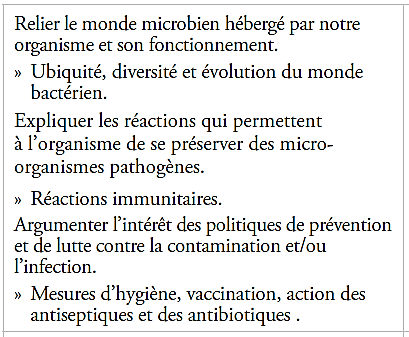 Relier le monde microbien hébergé par notre
organisme et son fonctionnement.
» Ubiquité, diversité et évolution du monde
bactérien.
Expliquer les réactions qui permettent
à l’organisme de se préserver des micro-
organismes pathogènes.
» Réactions immunitaires.
Argumenter l’intérêt des politiques de prévention
et de lutte contre la contamination et/ou
l’infection.
» Mesures d’hygiène, vaccination, action des
antiseptiques et des antibiotiques .